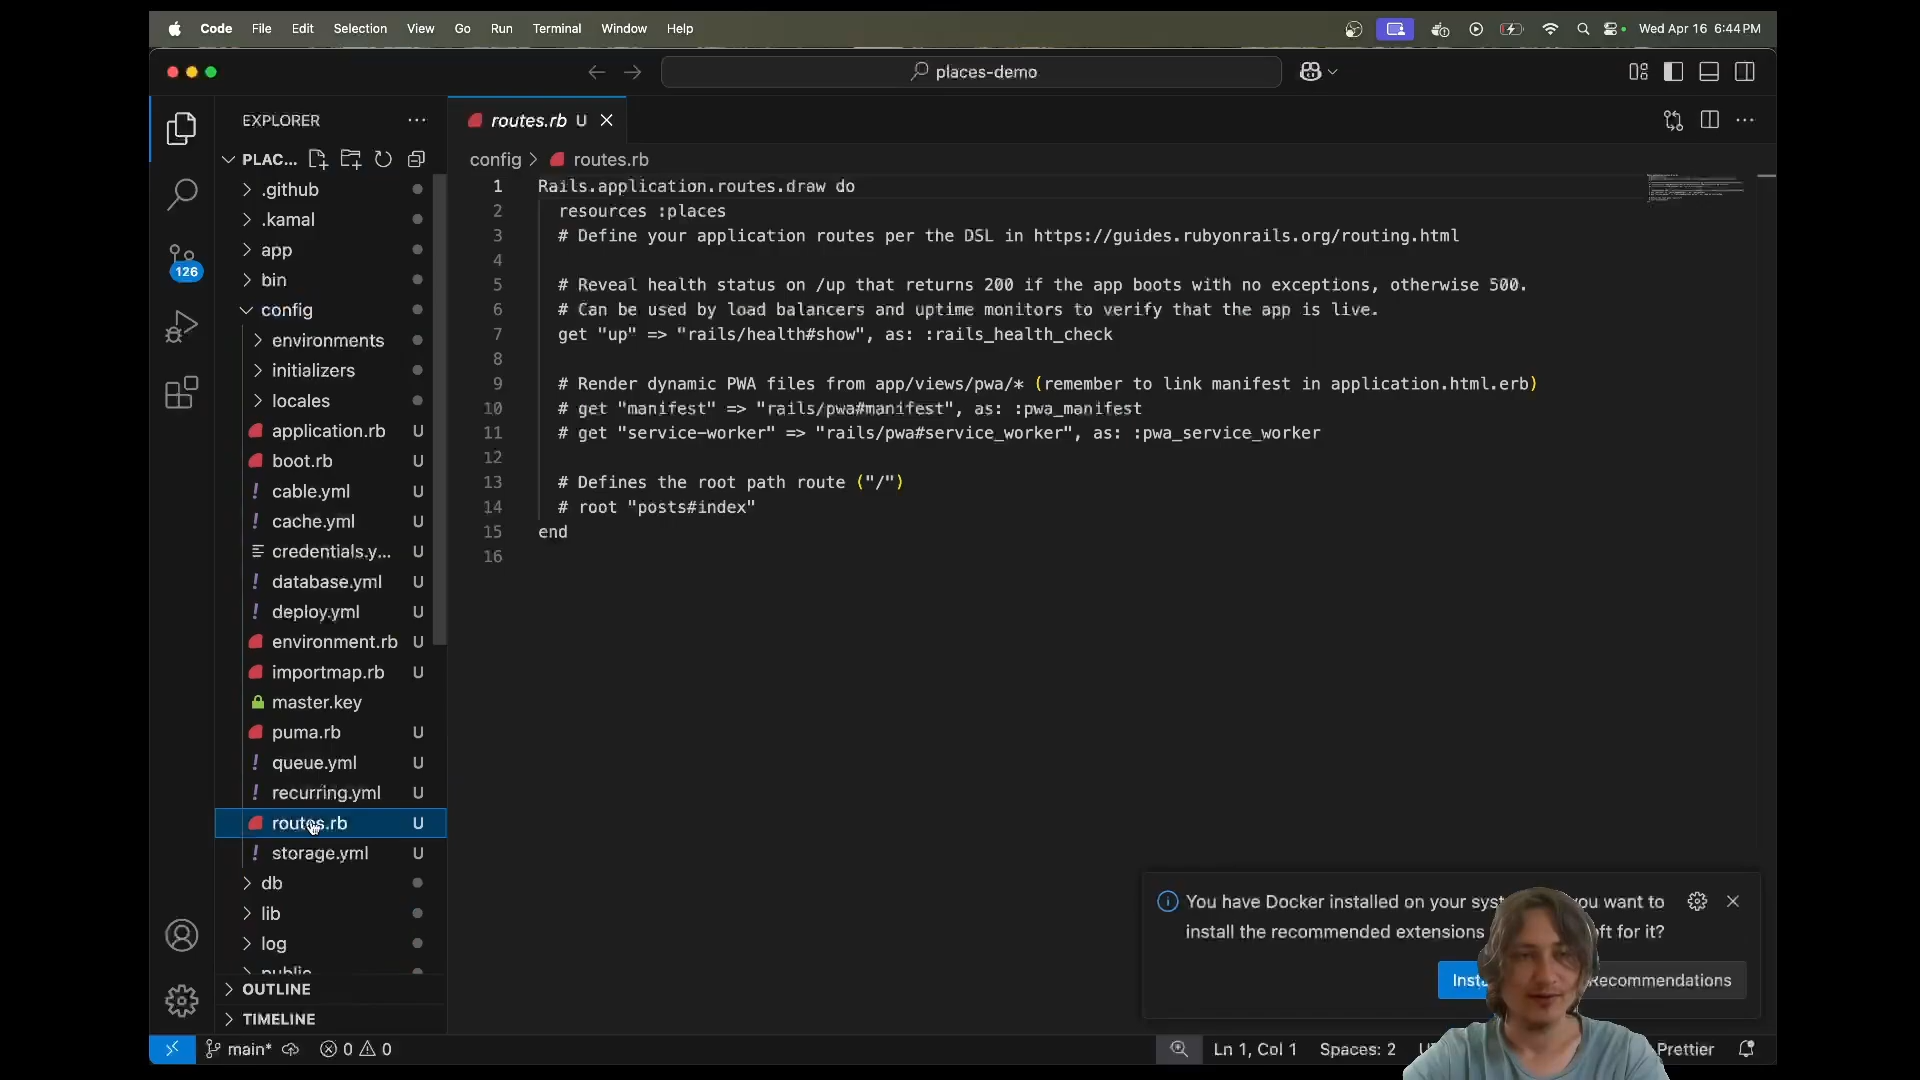 Code File Edit Selection View Go Run Terminal Window Help Wed Apr 16 6:44 PM
places-demo
EXPLORER
PLAC...
.github
.kamal
app
126
bin
config
environments
initializers
locales
application.rb U
boot.rb U
cable.yml U
cache.yml U
credentials.y... U
database.yml U
deploy.yml U
environment.rb U
importmap.rb U
master.key
puma.rb U
queue.yml U
recurring.yml U
routes.rb U
storage.yml U
db
lib
log
public
OUTLINE
TIMELINE
routes.rb U
config > routes.rb
1 Rails.application.routes.draw do
2 resources :places
3 # Define your application routes per the DSL in https://guides.rubyonrails.org/routing.html
4
5 # Reveal health status on /up that returns 200 if the app boots with no exceptions, otherwise 500.
6 # Can be used by load balancers and uptime monitors to verify that the app is live.
7 get "up" => "rails/health#show", as: :rails_health_check
8
9 # Render dynamic PWA files from app/views/pwa/* (remember to link manifest in application.html.erb)
10 # get "manifest" => "rails/pwa#manifest", as: :pwa_manifest
11 # get "service-worker" => "rails/pwa#service_worker", as: :pwa_service_worker
12
13 # Defines the root path route ("/")
14 # root "posts#index"
15 end
16
You have Docker installed on your you want to
install the recommended extensions for it?
Recommendations
main* 0 0 Ln 1, Col 1 Spaces: 2 Prettier